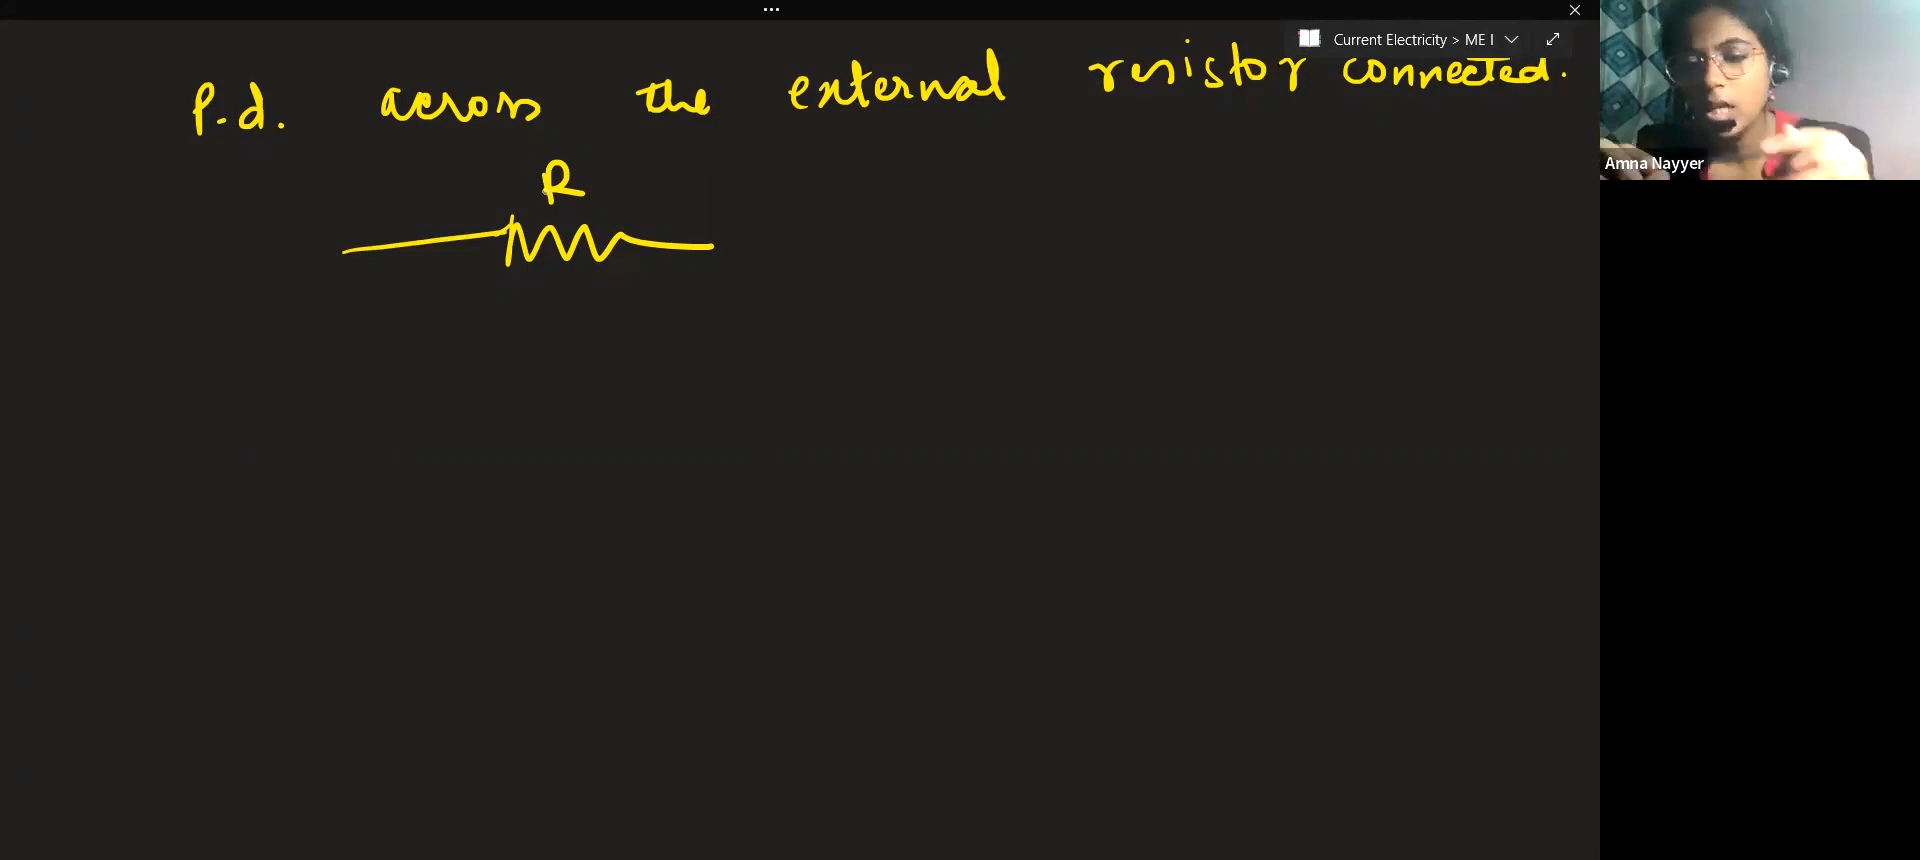 Current Electricity > ME I
P.d. across the external resistor connected.
R
Amna Nayyer